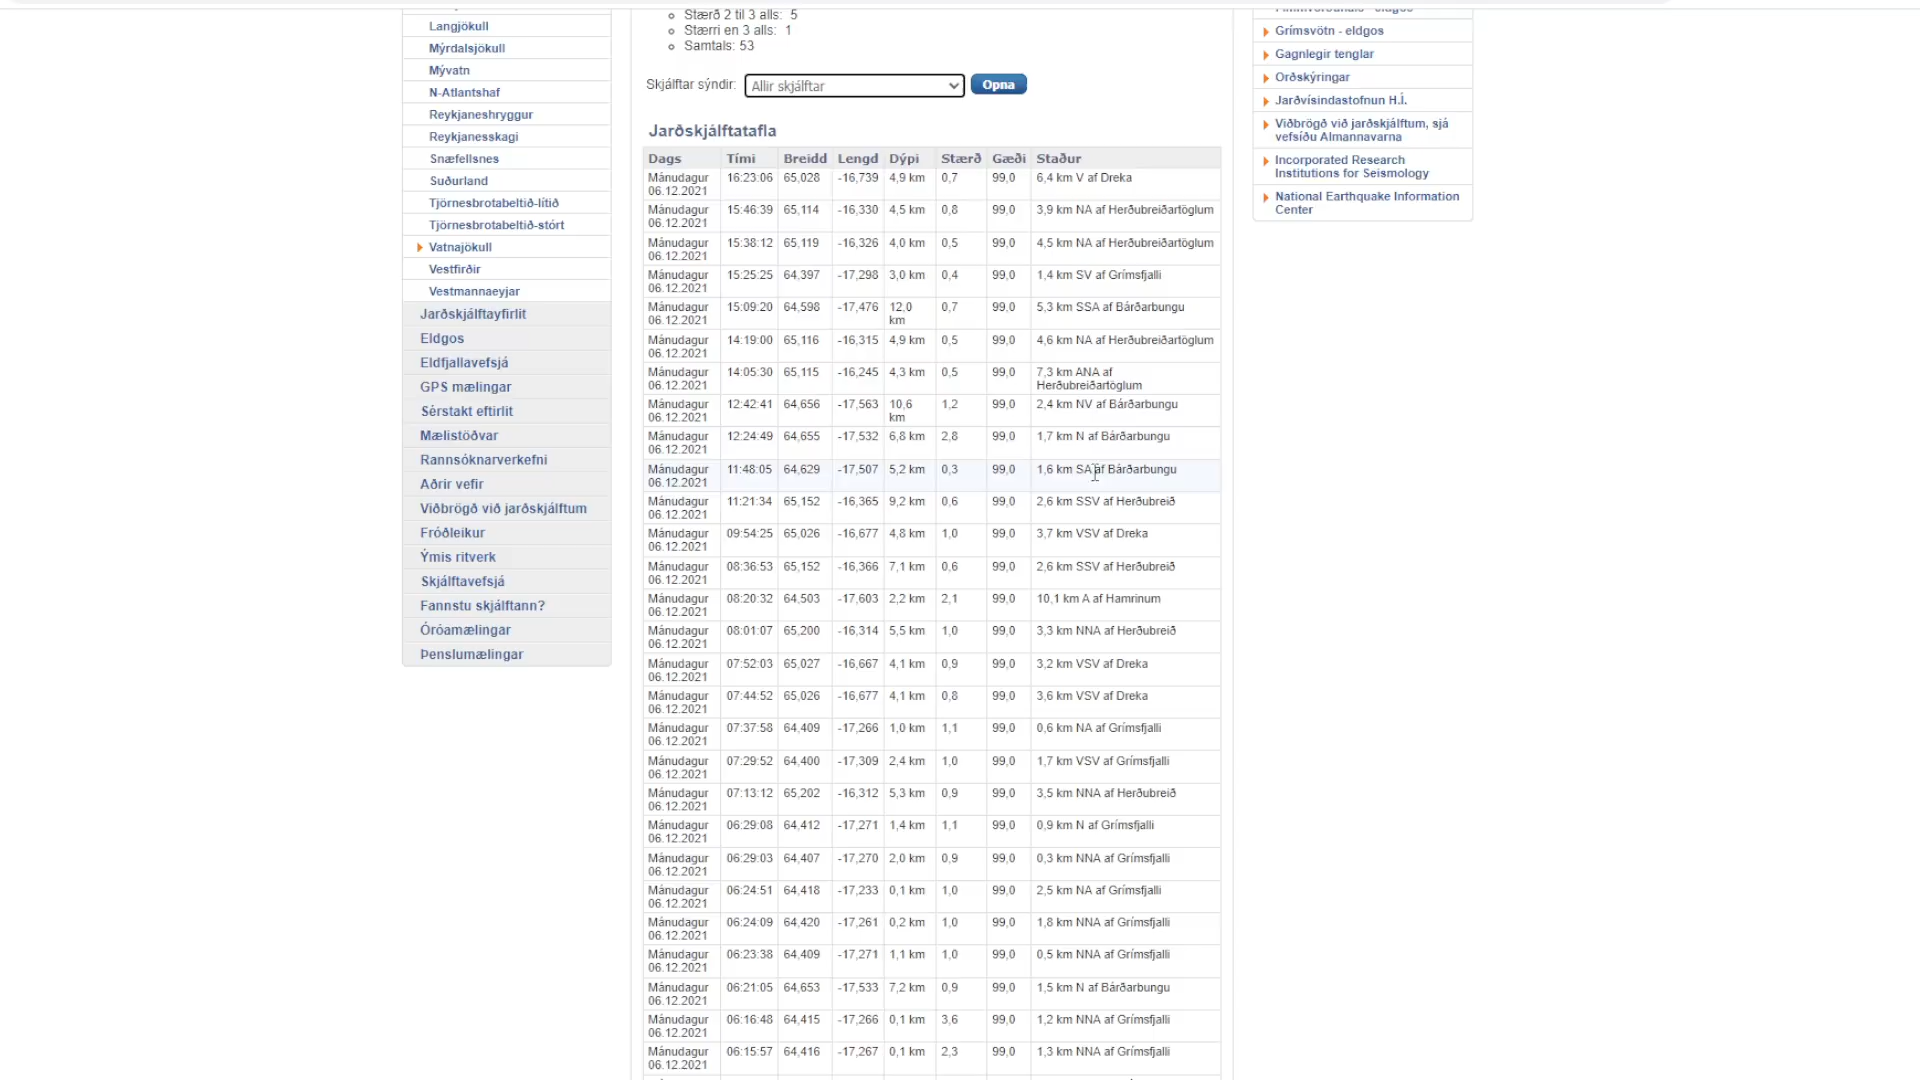 Langjökull
Mýrdalsjökull
Mývatn
N-Atlantshaf
Reykjaneshryggur
Reykjanesskagi
Snæfellsnes
Suðurland
Tjörnesbrotabeltið-lítið
Tjörnesbrotabeltið-stórt
Vatnajökull
Vestfirðir
Vestmannaeyjar
Jarðskjálftayfirlit
Eldgos
Eldfjallavefsjá
GPS mælingar
Sérstakt eftirlit
Mælistöðvar
Rannsóknarverkefni
Aðrir vefir
Viðbrögð við jarðskjálftum
Fróðleikur
Ýmis ritverk
Skjálftavefsjá
Fannstu skjálftann?
Óróamælingar
Þenslumælingar
Stærð 2 til 3 alls: 5
Stærri en 3 alls: 1
Samtals: 53
Skjálftar sýndir: Allir skjálftar Opna
Jarðskjálftatafla
Dags Tími Breidd Lengd Dýpi Stærð Gæði Staður
Mánudagur 16:23:06 65,028 -16,739 4,9 km 0,7 99,0 6,4 km V af Dreka
06.12.2021
Mánudagur 15:46:39 65,114 -16,330 4,5 km 0,8 99,0 3,9 km NA af Herðubreiðartöglum
06.12.2021
Mánudagur 15:38:12 65,119 -16,326 4,0 km 0,5 99,0 4,5 km NA af Herðubreiðartöglum
06.12.2021
Mánudagur 15:25:25 64,397 -17,298 3,0 km 0,4 99,0 1,4 km SV af Grímsfjalli
06.12.2021
Mánudagur 15:09:20 64,598 -17,476 12,0 0,7 99,0 5,3 km SSA af Bárðarbungu
06.12.2021 km
Mánudagur 14:19:00 65,116 -16,315 4,9 km 0,5 99,0 4,6 km NA af Herðubreiðartöglum
06.12.2021
Mánudagur 14:05:30 65,115 -16,245 4,3 km 0,5 99,0 7,3 km ANA af
06.12.2021 Herðubreiðartöglum
Mánudagur 12:42:41 64,656 -17,563 10,6 1,2 99,0 2,4 km NV af Bárðarbungu
06.12.2021 km
Mánudagur 12:24:49 64,655 -17,532 6,8 km 2,8 99,0 1,7 km N af Bárðarbungu
06.12.2021
Mánudagur 11:48:05 64,629 -17,507 5,2 km 0,3 99,0 1,6 km SA af Bárðarbungu
06.12.2021
Mánudagur 11:21:34 65,152 -16,365 9,2 km 0,6 99,0 2,6 km SSV af Herðubreið
06.12.2021
Mánudagur 09:54:25 65,026 -16,677 4,8 km 1,0 99,0 3,7 km VSV af Dreka
06.12.2021
Mánudagur 08:36:53 65,152 -16,366 7,1 km 0,6 99,0 2,6 km SSV af Herðubreið
06.12.2021
Mánudagur 08:20:32 64,503 -17,603 2,2 km 2,1 99,0 10,1 km A af Hamrinum
06.12.2021
Mánudagur 08:01:07 65,200 -16,314 5,5 km 1,0 99,0 3,3 km NNA af Herðubreið
06.12.2021
Mánudagur 07:52:03 65,027 -16,667 4,1 km 0,9 99,0 3,2 km VSV af Dreka
06.12.2021
Mánudagur 07:44:52 65,026 -16,677 4,1 km 0,8 99,0 3,6 km VSV af Dreka
06.12.2021
Mánudagur 07:37:58 64,409 -17,266 1,0 km 1,1 99,0 0,6 km NA af Grímsfjalli
06.12.2021
Mánudagur 07:29:52 64,400 -17,309 2,4 km 1,0 99,0 1,7 km VSV af Grímsfjalli
06.12.2021
Mánudagur 07:13:12 65,202 -16,312 5,3 km 0,9 99,0 3,5 km NNA af Herðubreið
06.12.2021
Mánudagur 06:29:08 64,412 -17,271 1,4 km 1,1 99,0 0,9 km N af Grímsfjalli
06.12.2021
Mánudagur 06:29:03 64,407 -17,270 2,0 km 0,9 99,0 0,3 km NNA af Grímsfjalli
06.12.2021
Mánudagur 06:24:51 64,418 -17,233 0,1 km 1,0 99,0 2,5 km NA af Grímsfjalli
06.12.2021
Mánudagur 06:24:09 64,420 -17,261 0,2 km 1,0 99,0 1,8 km NNA af Grímsfjalli
06.12.2021
Mánudagur 06:23:38 64,409 -17,271 1,1 km 1,0 99,0 0,5 km NNA af Grímsfjalli
06.12.2021
Mánudagur 06:21:05 64,653 -17,533 7,2 km 0,9 99,0 1,5 km N af Bárðarbungu
06.12.2021
Mánudagur 06:16:48 64,415 -17,266 0,1 km 3,6 99,0 1,2 km NNA af Grímsfjalli
06.12.2021
Mánudagur 06:15:57 64,416 -17,267 0,1 km 2,3 99,0 1,3 km NNA af Grímsfjalli
06.12.2021
Grímsvötn - eldgos
Gagnlegir tenglar
Orðskýringar
Jarðvísindastofnun H.Í.
Viðbrögð við jarðskjálftum, sjá
vefsíðu Almannavarna
Incorporated Research
Institutions for Seismology
National Earthquake Information
Center